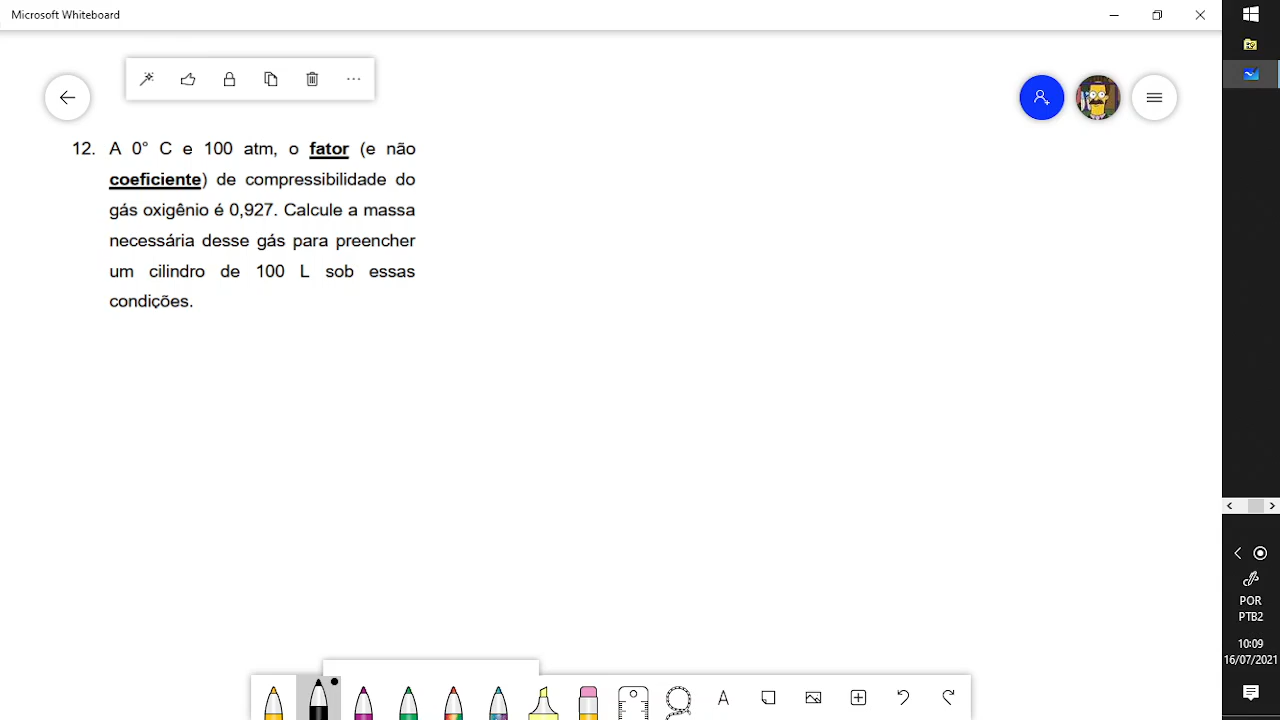 Microsoft Whiteboard
12. A 0° C e 100 atm, o fator (e não
coeficiente) de compressibilidade do
gás oxigênio é 0,927. Calcule a massa
necessária desse gás para preencher
um cilindro de 100 L sob essas
condições.
POR
PTB2
10:09
16/07/2021